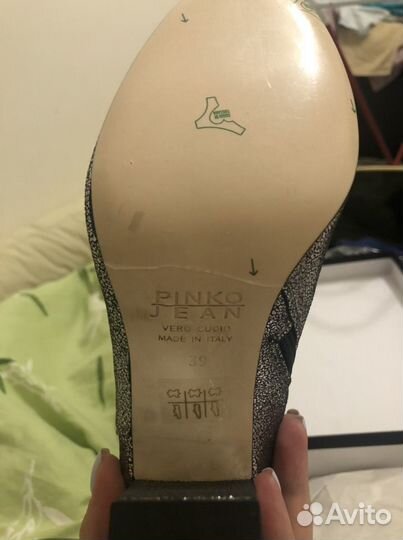 PINKO
JEAN
VERO CUOIO
MADE IN ITALY
39
Avito